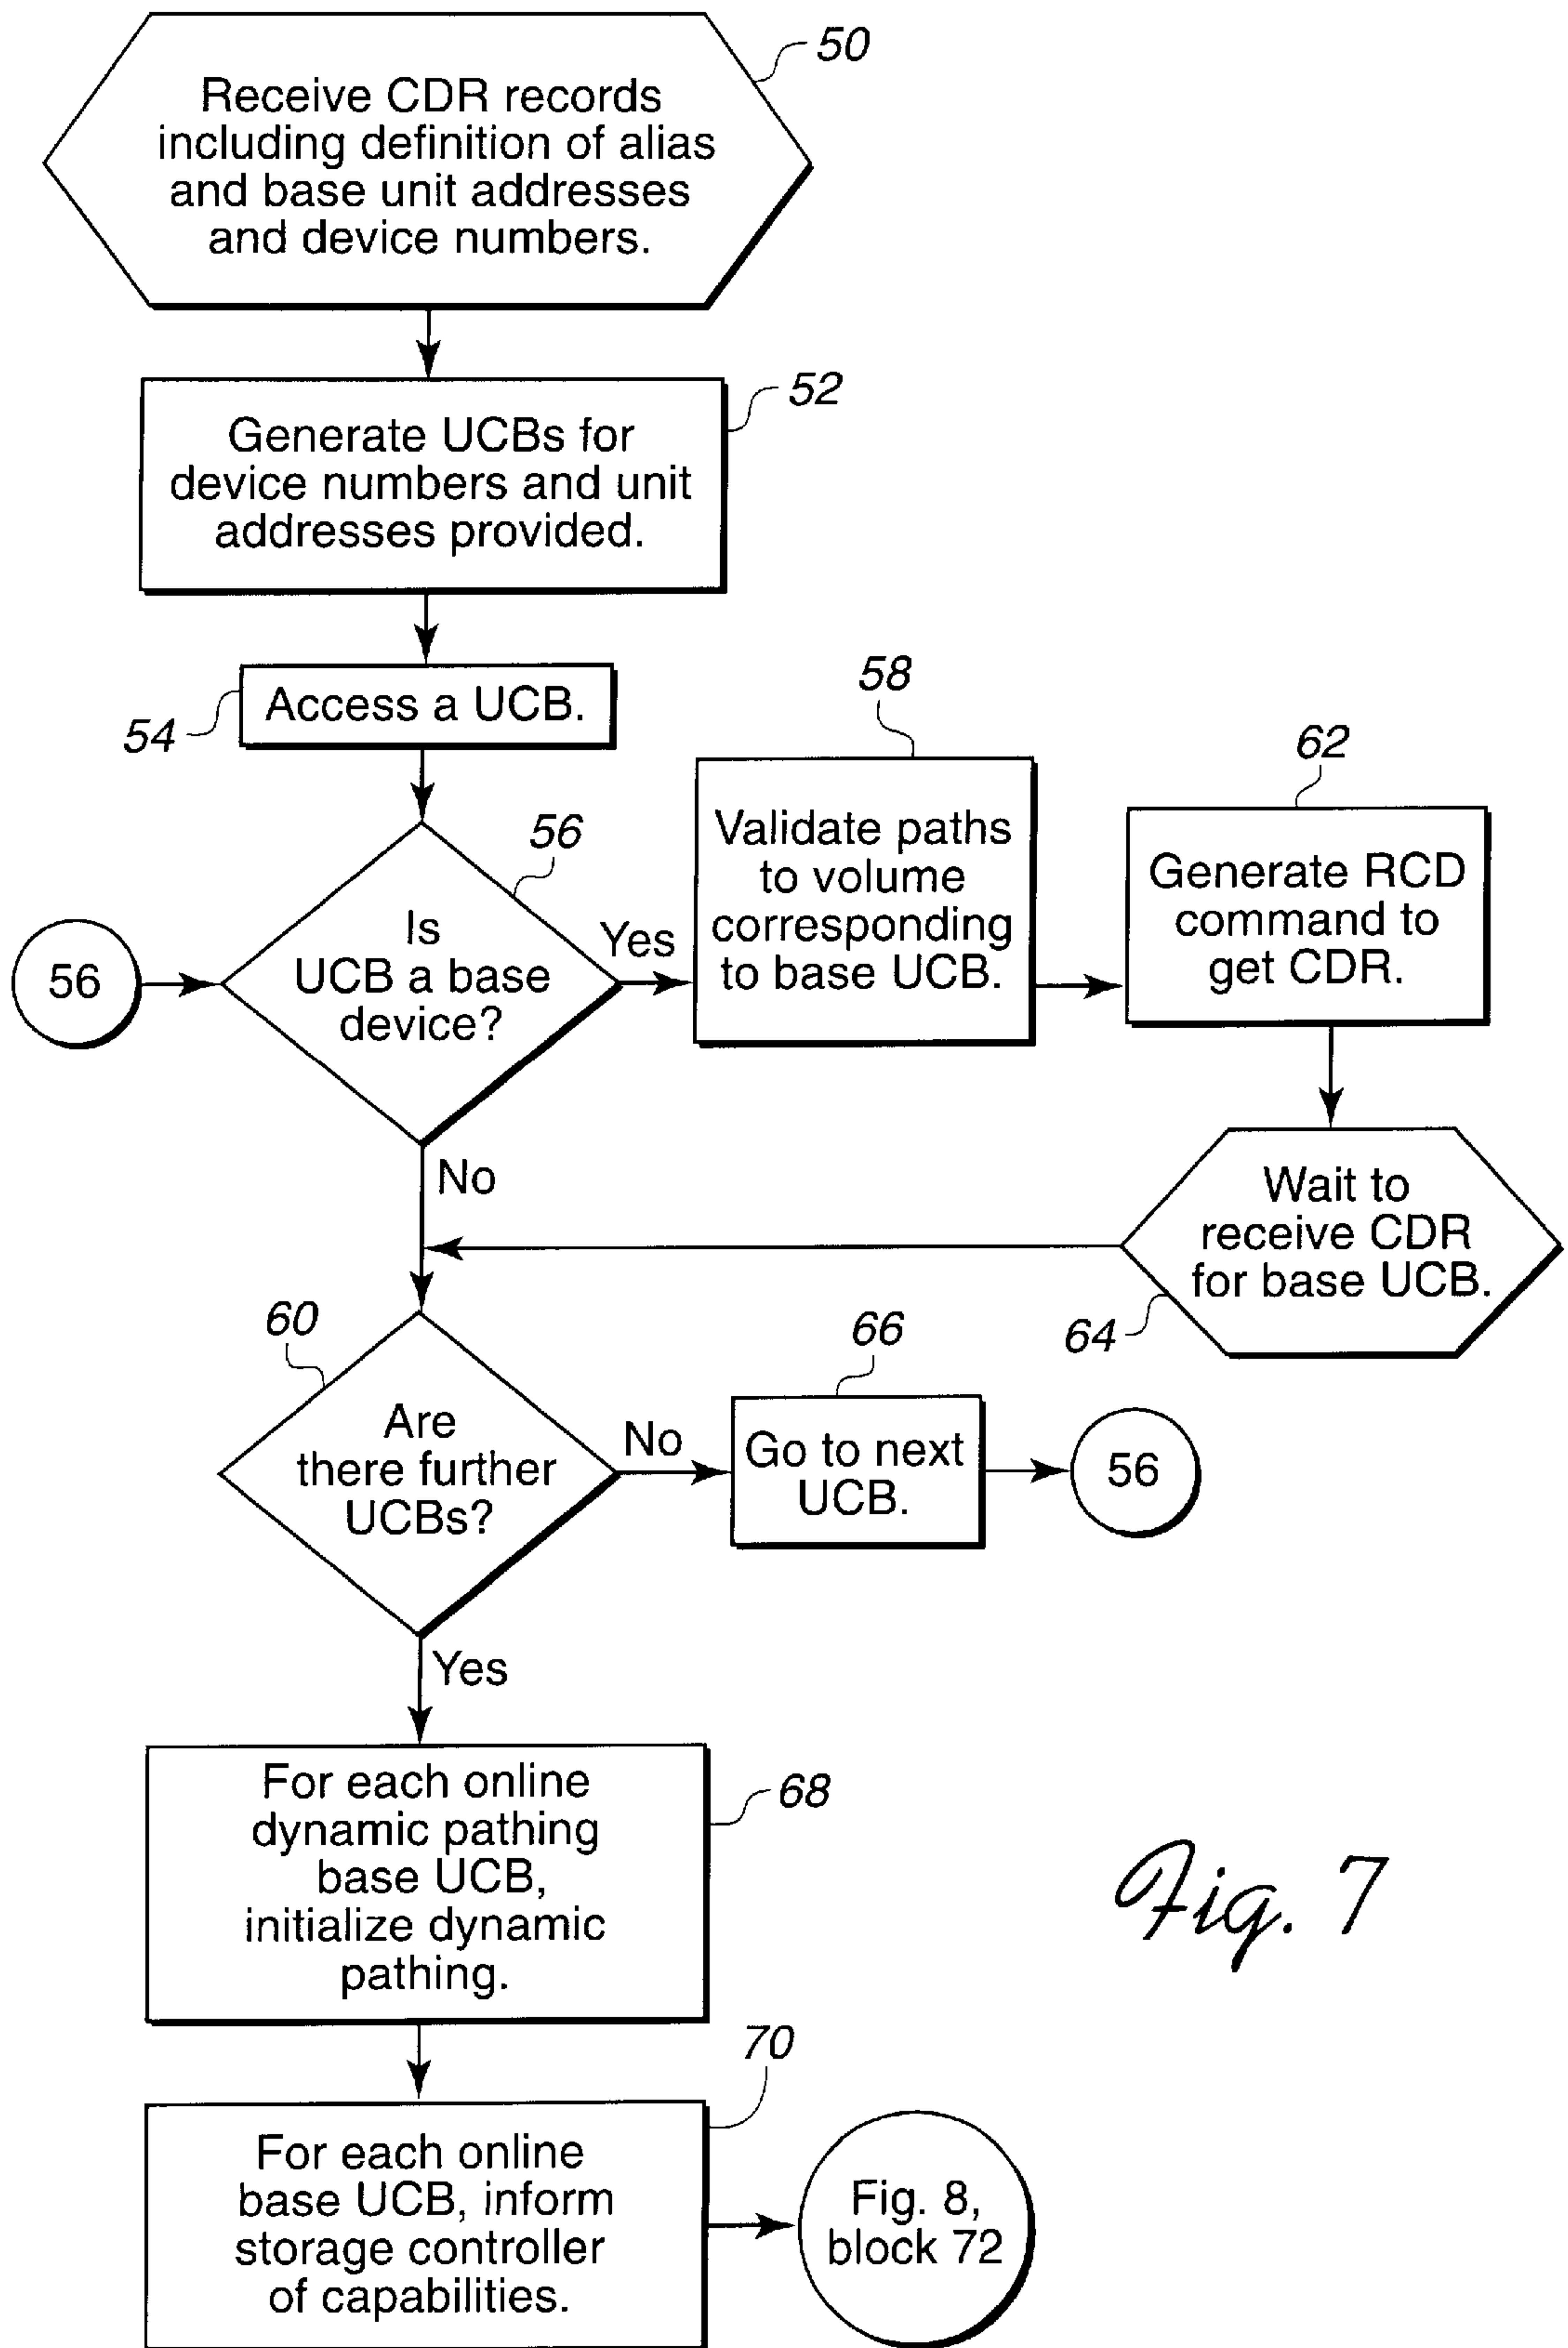 50
Receive CDR records
including definition of alias
and base unit addresses
and device numbers.
52
Generate UCBs for
device numbers and unit
addresses provided.
54
Access a UCB.
56
Is
UCB a base
device?
56
Yes
No
58
Validate paths
to volume
corresponding
to base UCB.
62
Generate RCD
command to
get CDR.
Wait to
receive CDR
for base UCB.
64
60
Are
there further
UCBs?
No
66
Go to next
UCB.
56
Yes
For each online
dynamic pathing
base UCB,
initialize dynamic
pathing.
68
Fig. 7
70
For each online
base UCB, inform
storage controller
of capabilities.
Fig. 8,
block 72